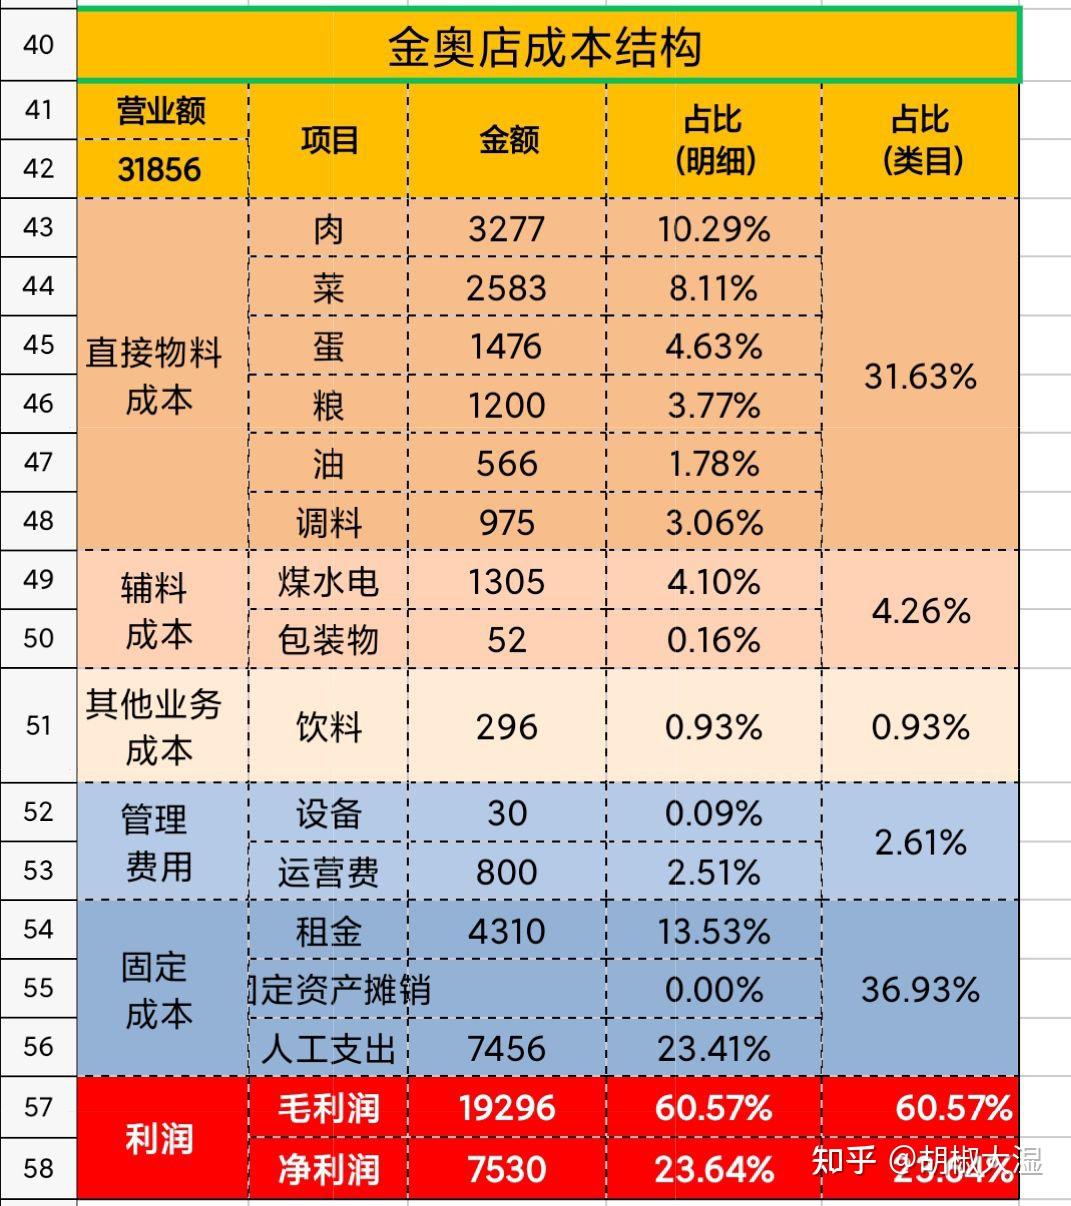 40 金奥店成本结构
41 营业额 项目 金额 占比(明细) 占比(类目)
42 31856
43 直接物料成本 肉 3277 10.29% 31.63%
44 菜 2583 8.11%
45 蛋 1476 4.63%
46 粮 1200 3.77%
47 油 566 1.78%
48 调料 975 3.06%
49 辅料成本 煤水电 1305 4.10% 4.26%
50 包装物 52 0.16%
51 其他业务成本 饮料 296 0.93% 0.93%
52 管理费用 设备 30 0.09% 2.61%
53 运营费 800 2.51%
54 固定成本 租金 4310 13.53% 36.93%
55 定资产摊销 0.00%
56 人工支出 7456 23.41%
57 利润 毛利润 19296 60.57% 60.57%
58 净利润 7530 23.64%
知乎 @胡椒大湿